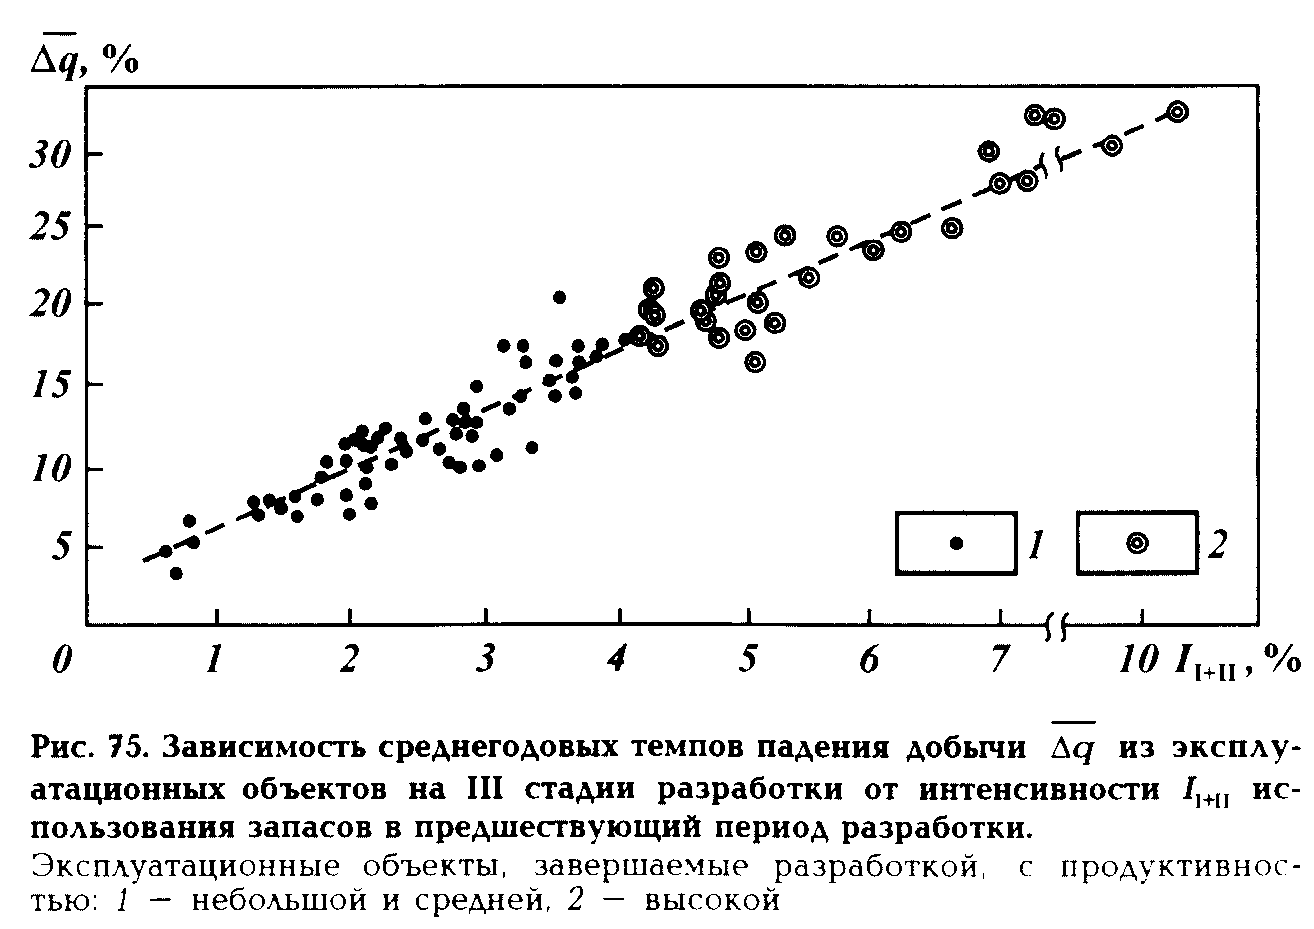 Δq, %
30
25
20
15
10
5
1
2
0
1
2
3
4
5
6
7
10 I I+II, %
Рис. 75. Зависимость среднегодовых темпов падения добычи Δq из эксплу-
атационных объектов на III стадии разработки от интенсивности I I+II ис-
пользования запасов в предшествующий период разработки.
Эксплуатационные объекты, завершаемые разработкой, с продуктивнос-
тью: 1 — небольшой и средней, 2 — высокой